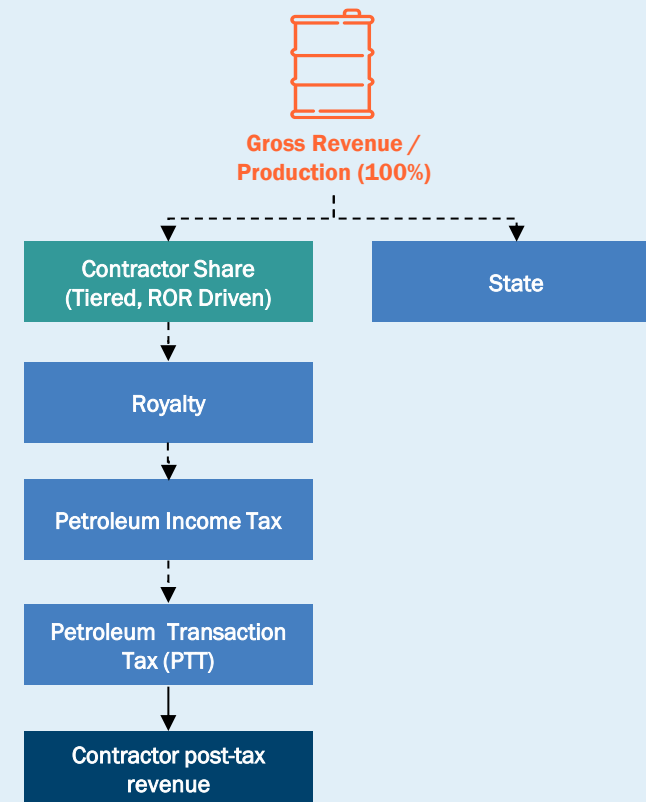 Gross Revenue /
Production (100%)
Contractor Share
(Tiered, ROR Driven)
State
Royalty
Petroleum Income Tax
Petroleum Transaction
Tax (PTT)
Contractor post-tax
revenue